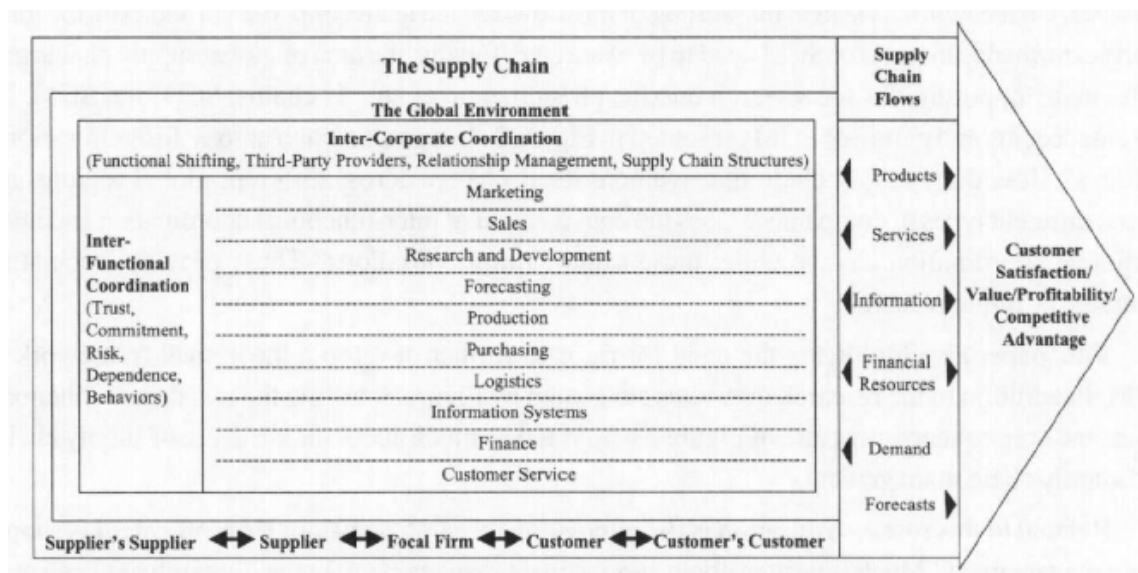 The Supply Chain
The Global Environment
Inter-Corporate Coordination
(Functional Shifting, Third-Party Providers, Relationship Management, Supply Chain Structures)
Inter-
Functional
Coordination
(Trust,
Commitment,
Risk,
Dependence,
Behaviors)
Marketing
Sales
Research and Development
Forecasting
Production
Purchasing
Logistics
Information Systems
Finance
Customer Service
Supplier's Supplier Supplier Focal Firm Customer Customer's Customer
Supply
Chain
Flows
Products
Services
Information
Financial
Resources
Demand
Forecasts
Customer
Satisfaction/
Value/Profitability/
Competitive
Advantage